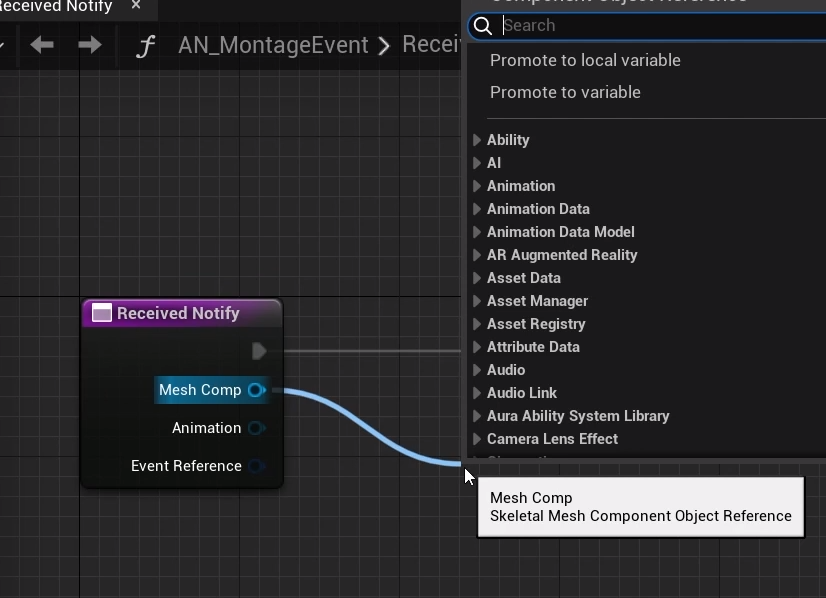 Received Notify
Component Object Reference
Search
AN_MontageEvent > Recei
Promote to local variable
Promote to variable
Ability
AI
Animation
Animation Data
Animation Data Model
AR Augmented Reality
Asset Data
Asset Manager
Asset Registry
Attribute Data
Audio
Audio Link
Aura Ability System Library
Camera Lens Effect
Received Notify
Mesh Comp
Animation
Event Reference
Mesh Comp
Skeletal Mesh Component Object Reference